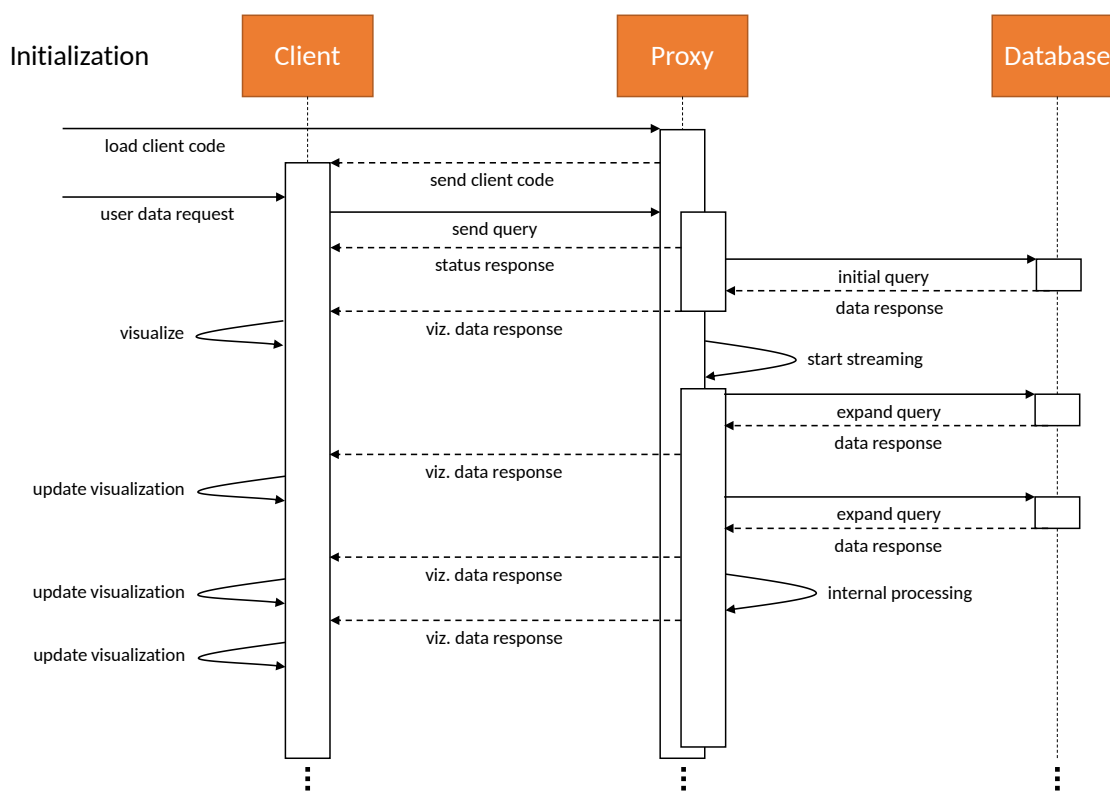 Initialization
Client
Proxy
Database
load client code
send client code
user data request
send query
status response
initial query
data response
viz. data response
visualize
start streaming
expand query
data response
viz. data response
update visualization
expand query
data response
viz. data response
update visualization
internal processing
viz. data response
update visualization